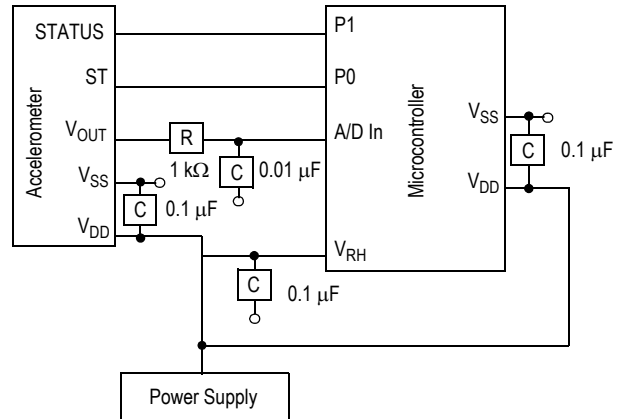 STATUS
ST
VOUT
VSS
VDD
Accelerometer
R
1 kΩ
C
0.01 µF
C
0.1 µF
P1
P0
A/D In
VRH
Microcontroller
VSS
VDD
C
0.1 µF
C
0.1 µF
Power Supply